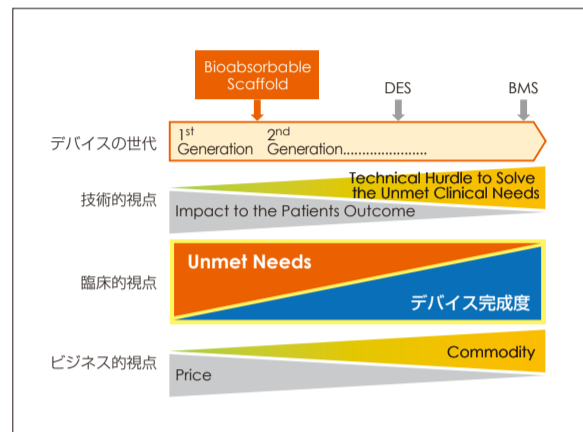 Bioabsorbable
Scaffold
DES
BMS
デバイスの世代
1st
Generation
2nd
Generation......................
技術的視点
Technical Hurdle to Solve
the Unmet Clinical Needs
Impact to the Patients Outcome
臨床的視点
Unmet Needs
デバイス完成度
ビジネス的視点
Commodity
Price